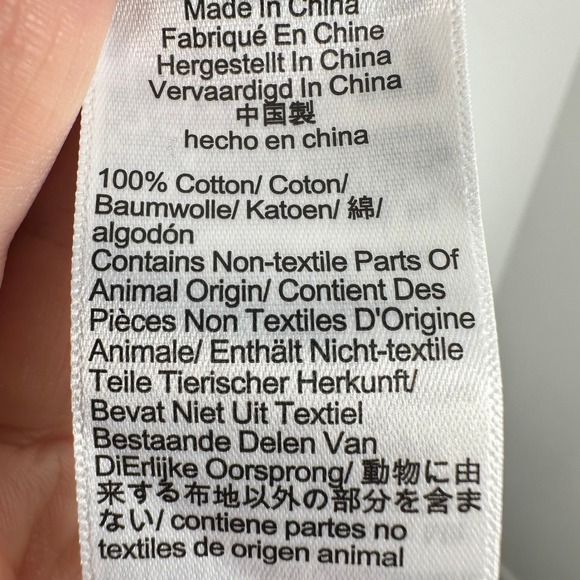 Made In China
Fabriqué En Chine
Hergestellt In China
Vervaardigd In China
中国製
hecho en china
100% Cotton/ Coton/
Baumwolle/ Katoen/ 綿/
algodón
Contains Non-textile Parts Of
Animal Origin/ Contient Des
Pièces Non Textiles D'Origine
Animale/ Enthält Nicht-textile
Teile Tierischer Herkunft/
Bevat Niet Uit Textiel
Bestaande Delen Van
DiErlijke Oorsprong/ 動物に由
来する布地以外の部分を含ま
ない/ contiene partes no
textiles de origen animal